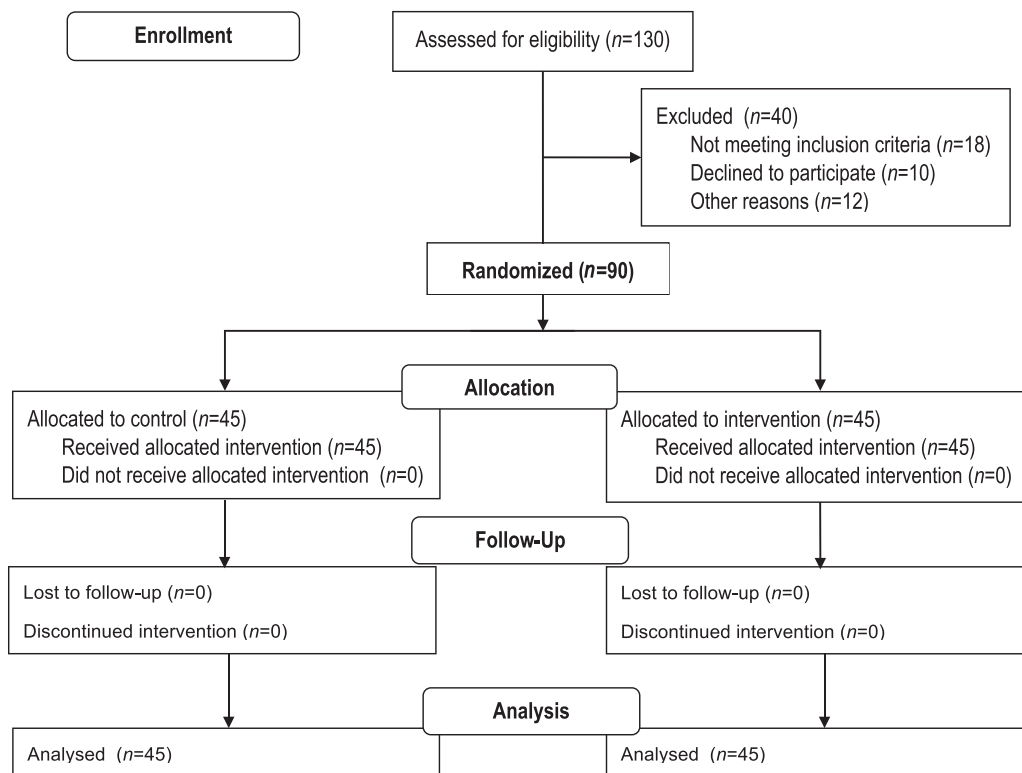 Enrollment
Assessed for eligibility (n=130)
Excluded (n=40)
Not meeting inclusion criteria (n=18)
Declined to participate (n=10)
Other reasons (n=12)
Randomized (n=90)
Allocation
Allocated to control (n=45)
Received allocated intervention (n=45)
Did not receive allocated intervention (n=0)
Allocated to intervention (n=45)
Received allocated intervention (n=45)
Did not receive allocated intervention (n=0)
Follow-Up
Lost to follow-up (n=0)
Discontinued intervention (n=0)
Lost to follow-up (n=0)
Discontinued intervention (n=0)
Analysis
Analysed (n=45)
Analysed (n=45)